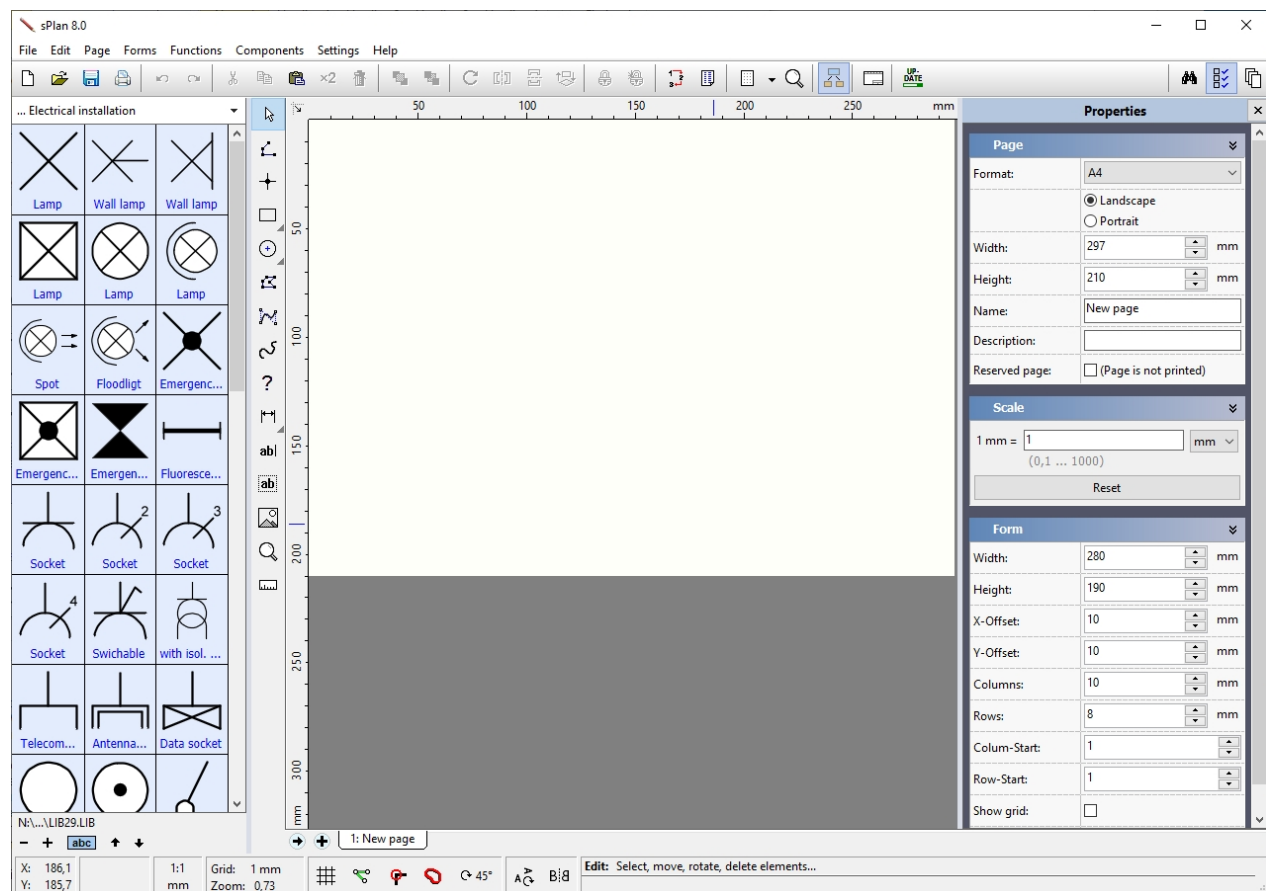 sPlan 8.0
File Edit Page Forms Functions Components Settings Help
×2
UP-
DATE
... Electrical installation
Lamp Wall lamp Wall lamp
Lamp Lamp Lamp
Spot Floodligt Emergenc...
Emergenc... Emergen... Fluoresce...
2 3
Socket Socket Socket
4
Socket Swichable with isol. ...
Telecom... Antenna... Data socket
N:\...\LIB29.LIB
abc
?
ab|
ab
50 100 150 200 250 mm
50
100
150
200
250
300
mm
Properties
Page
Format: A4
Landscape
Portrait
Width: 297 mm
Height: 210 mm
Name: New page
Description:
Reserved page: (Page is not printed)
Scale
1 mm = 1 mm
(0,1 ... 1000)
Reset
Form
Width: 280 mm
Height: 190 mm
X-Offset: 10 mm
Y-Offset: 10 mm
Columns: 10 mm
Rows: 8 mm
Colum-Start: 1
Row-Start: 1
Show grid:
1: New page
X: 186,1
Y: 185,7
1:1
mm
Grid: 1 mm
Zoom: 0,73
45°
Edit: Select, move, rotate, delete elements...